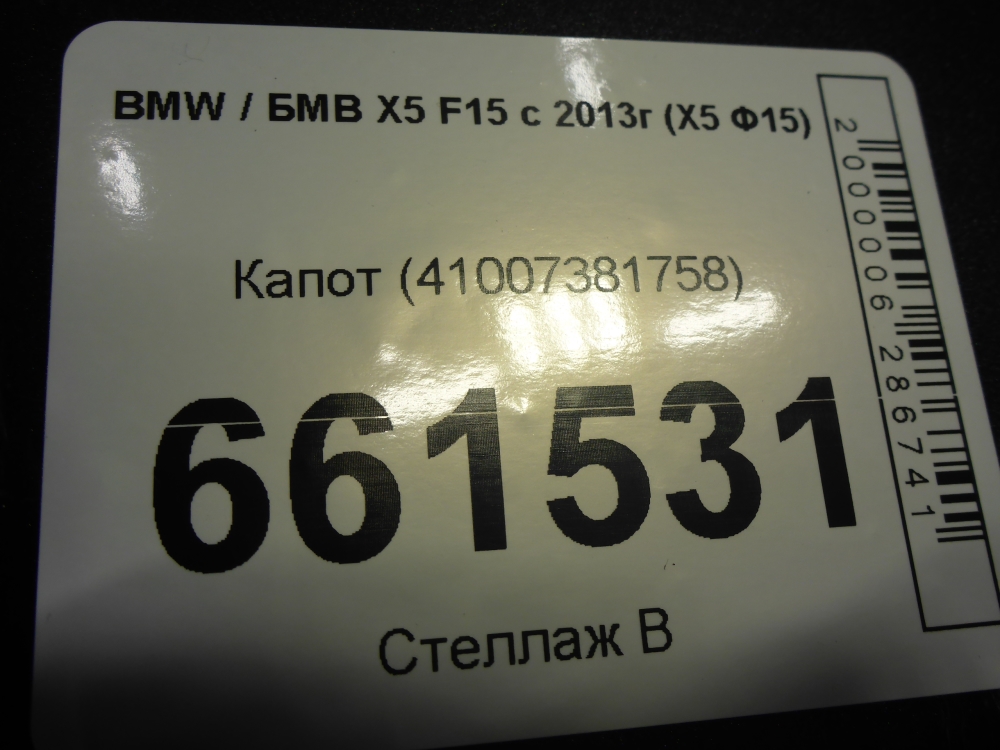 BMW / БМВ X5 F15 с 2013г (X5 Ф15)
Капот (41007381758)
661531
Стеллаж В
2000006286741